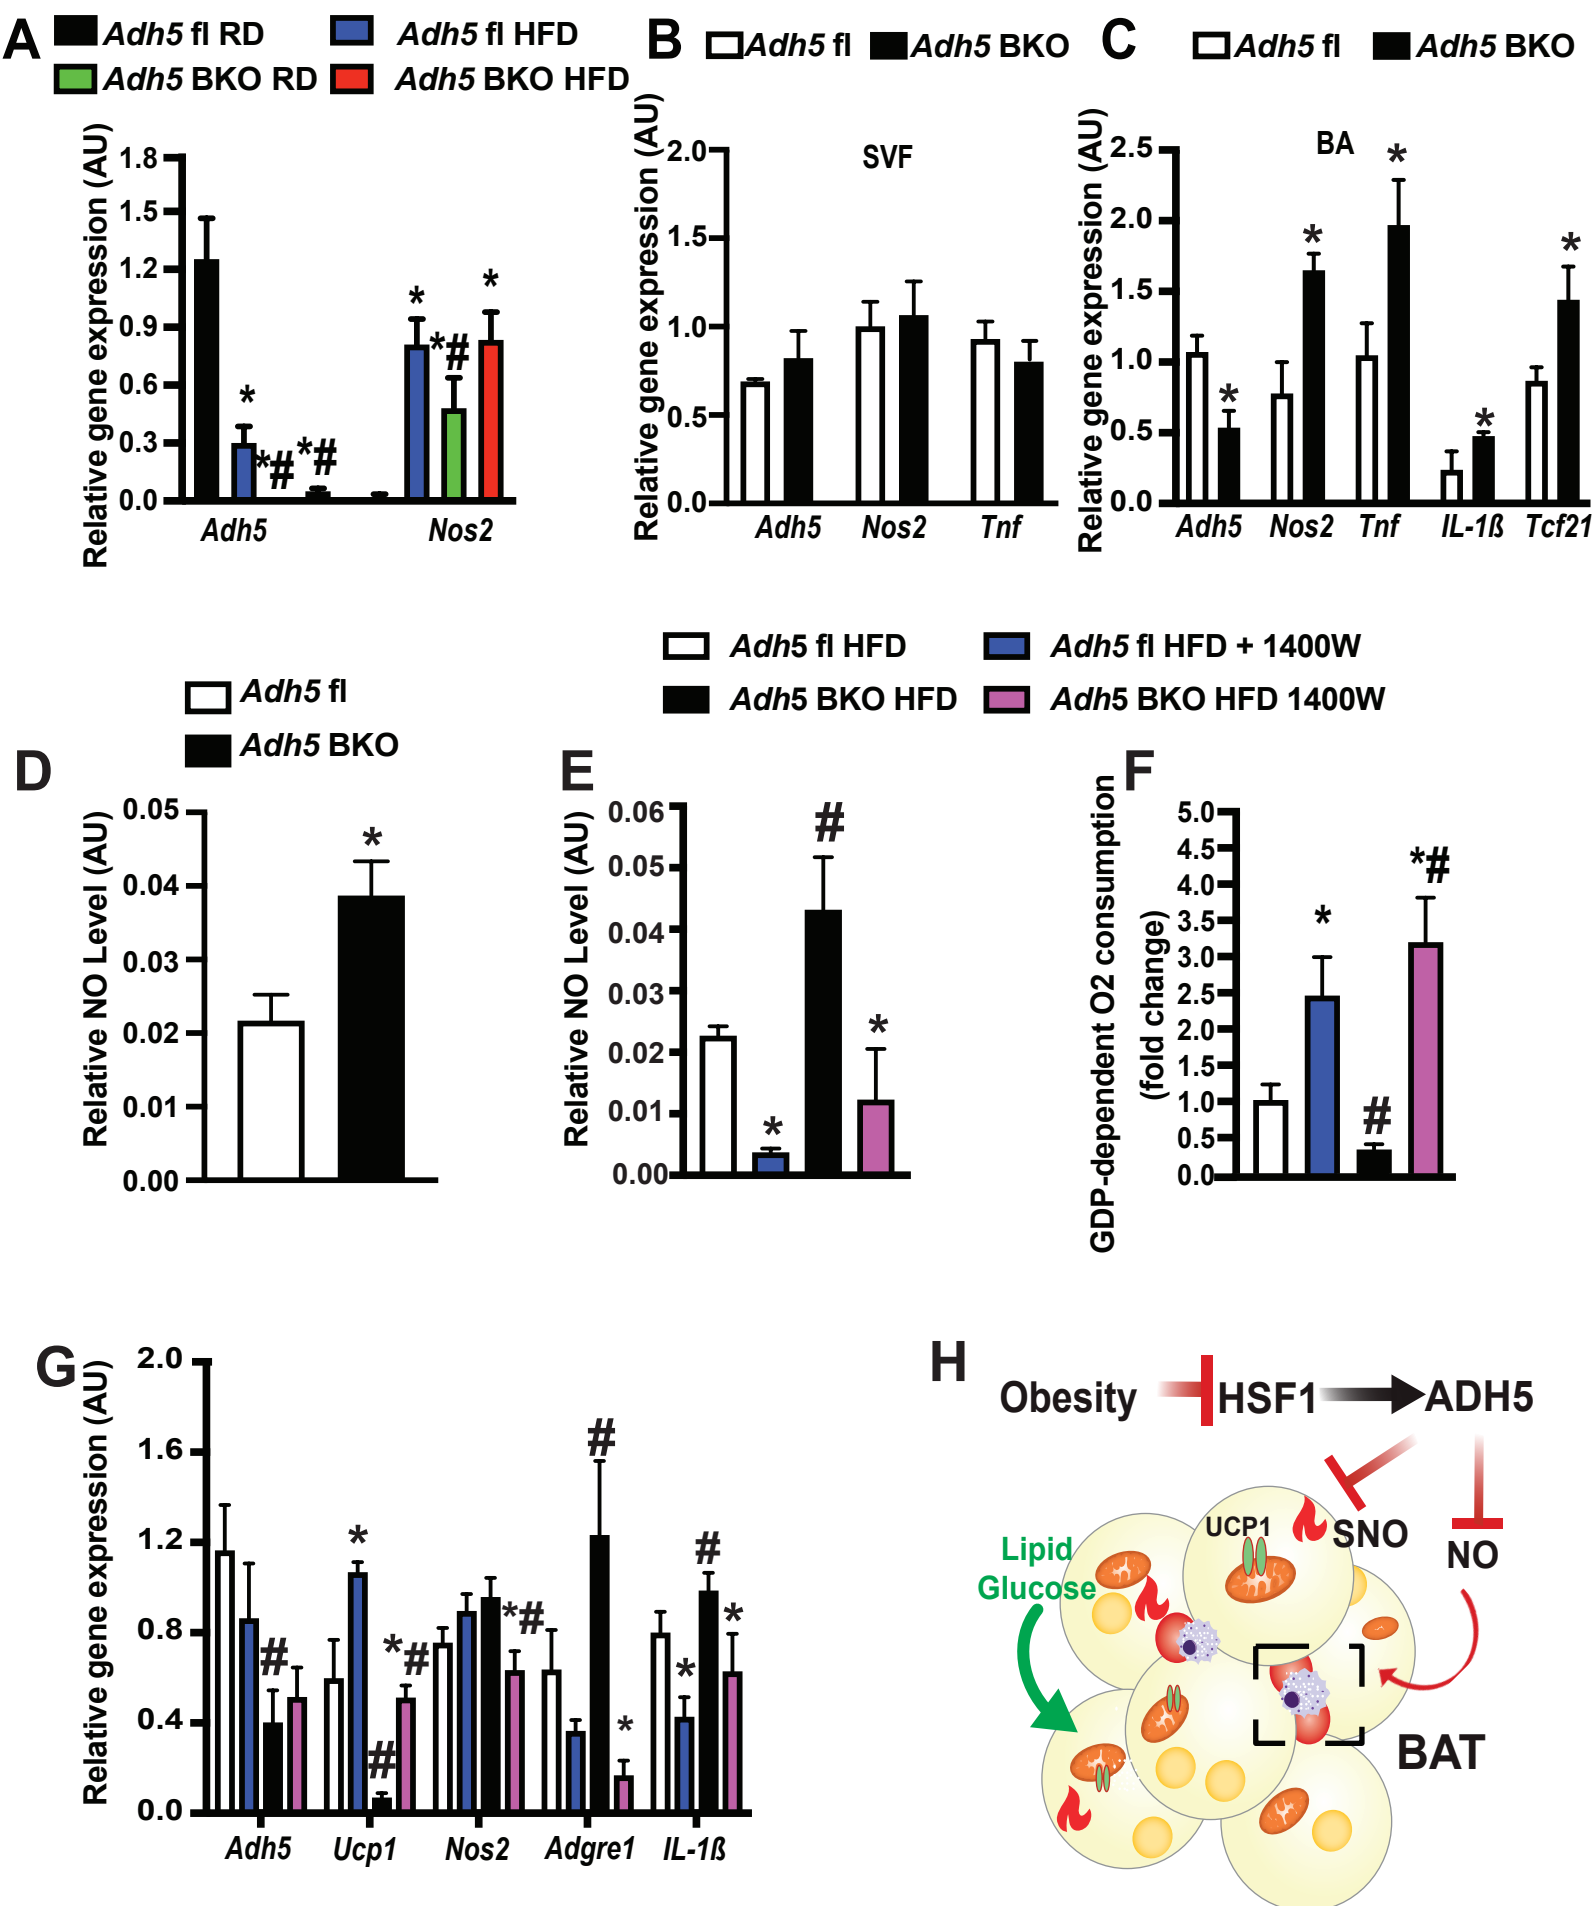 A
Adh5 fl RD
Adh5 fl HFD
Adh5 BKO RD
Adh5 BKO HFD
Relative gene expression (AU)
1.8
1.5
1.2
0.9
0.6
0.3
0.0
*
*#
*#
*
*#
*
Adh5
Nos2
B
Adh5 fl
Adh5 BKO
SVF
Relative gene expression (AU)
2.0
1.5
1.0
0.5
0.0
Adh5
Nos2
Tnf
C
Adh5 fl
Adh5 BKO
BA
Relative gene expression (AU)
2.5
2.0
1.5
1.0
0.5
0.0
*
*
*
*
*
Adh5
Nos2
Tnf
IL-1ß
Tcf21
D
Adh5 fl
Adh5 BKO
Relative NO Level (AU)
0.05
0.04
0.03
0.02
0.01
0.00
*
Adh5 fl HFD
Adh5 fl HFD + 1400W
Adh5 BKO HFD
Adh5 BKO HFD 1400W
E
Relative NO Level (AU)
0.06
0.05
0.04
0.03
0.02
0.01
0.00
*
#
*
F
GDP-dependent O2 consumption
(fold change)
5.0
4.5
4.0
3.5
3.0
2.5
2.0
1.5
1.0
0.5
0.0
*
#
*#
G
Relative gene expression (AU)
2.0
1.6
1.2
0.8
0.4
0.0
#
*
#
*#
*#
#
*
*
#
*
Adh5
Ucp1
Nos2
Adgre1
IL-1ß
H
Obesity
HSF1
ADH5
UCP1
SNO
NO
Lipid
Glucose
BAT